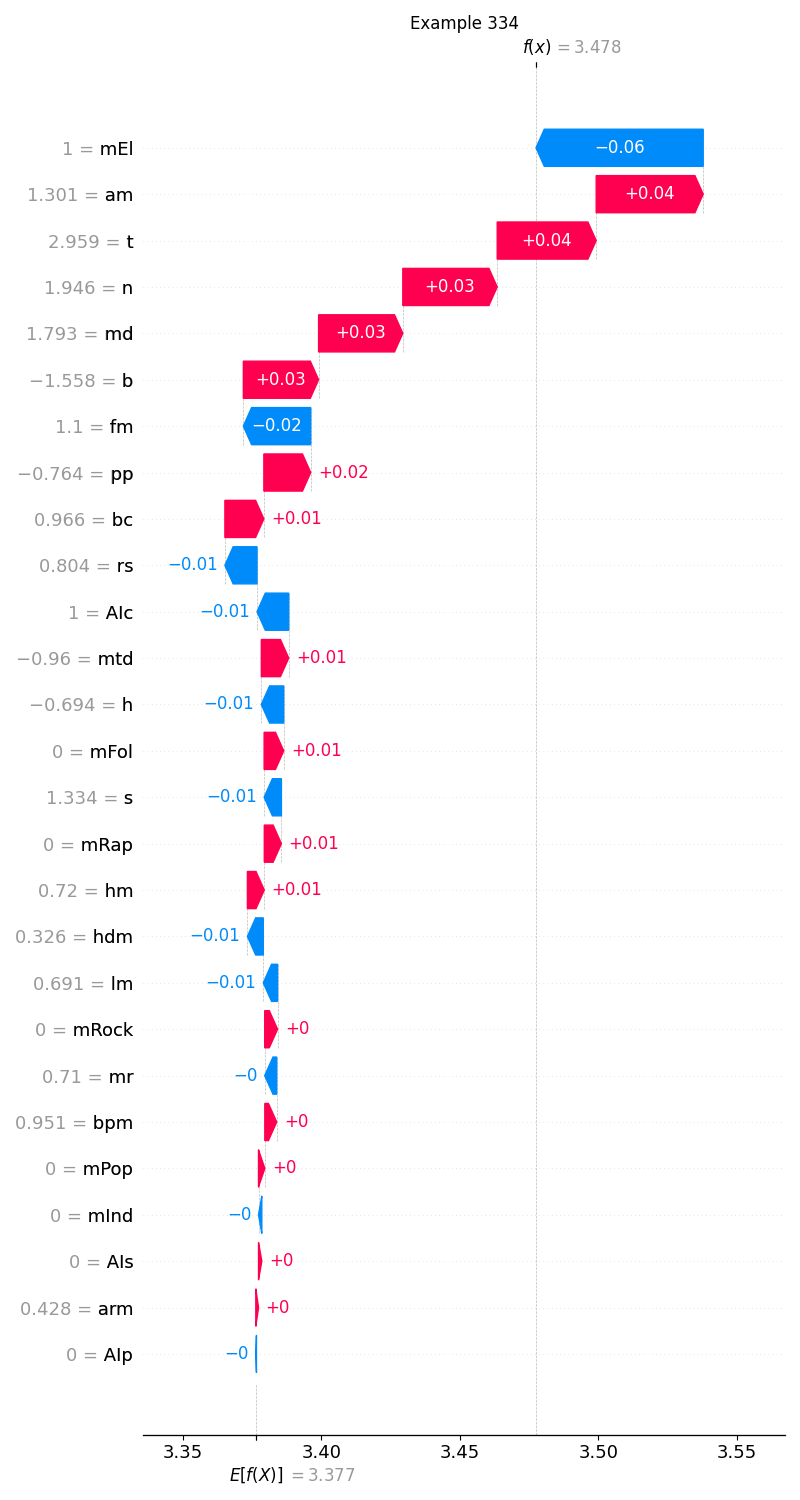 Example 334
f(x) = 3.478
1 = mEl −0.06
1.301 = am +0.04
2.959 = t +0.04
1.946 = n +0.03
1.793 = md +0.03
−1.558 = b +0.03
1.1 = fm −0.02
−0.764 = pp +0.02
0.966 = bc +0.01
0.804 = rs −0.01
1 = AIc −0.01
−0.96 = mtd +0.01
−0.694 = h −0.01
0 = mFol +0.01
1.334 = s −0.01
0 = mRap +0.01
0.72 = hm +0.01
0.326 = hdm −0.01
0.691 = lm −0.01
0 = mRock +0
0.71 = mr −0
0.951 = bpm +0
0 = mPop +0
0 = mInd −0
0 = AIs +0
0.428 = arm +0
0 = AIp −0
3.35 3.40 3.45 3.50 3.55
E[f(X)] = 3.377